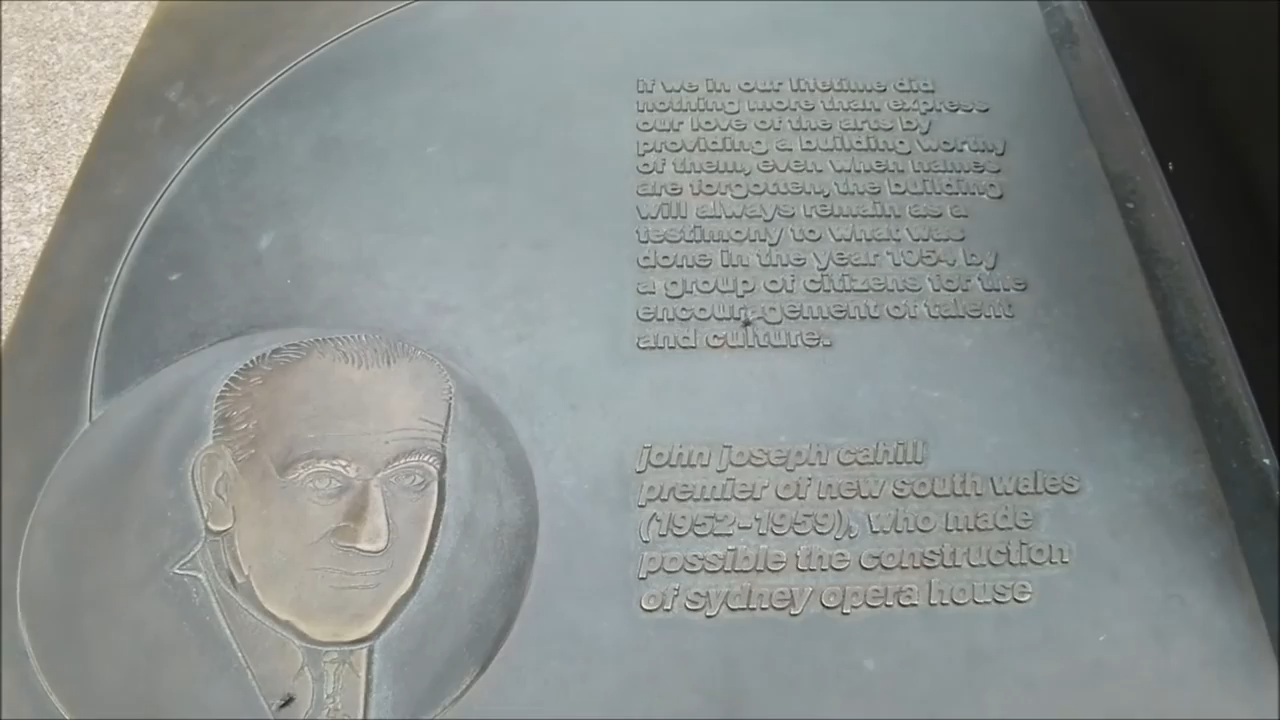 if we in our lifetime did
nothing more than express
our love of the arts by
providing a building worthy
of them, even when names
are forgotten, the building
will always remain as a
testimony to what was
done in the year 1954 by
a group of citizens for the
encouragement of talent
and culture.
john joseph cahill
premier of new south wales
(1952-1959), who made
possible the construction
of sydney opera house